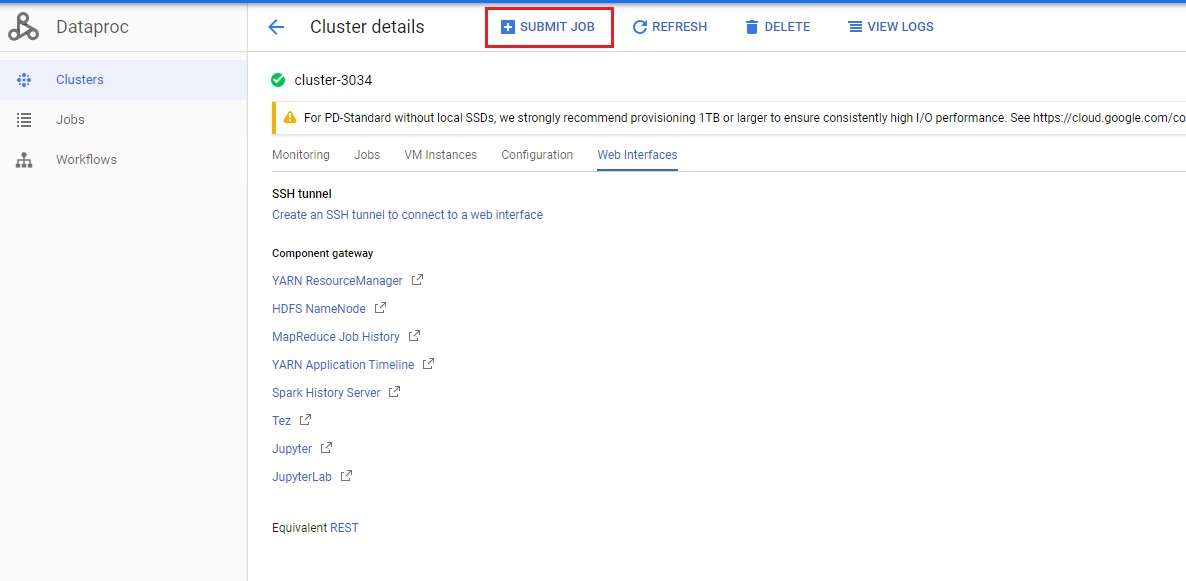 Dataproc
Cluster details
SUBMIT JOB
REFRESH
DELETE
VIEW LOGS
Clusters
Jobs
Workflows
cluster-3034
For PD-Standard without local SSDs, we strongly recommend provisioning 1TB or larger to ensure consistently high I/O performance. See https://cloud.google.com/co
Monitoring
Jobs
VM Instances
Configuration
Web Interfaces
SSH tunnel
Create an SSH tunnel to connect to a web interface
Component gateway
YARN ResourceManager
HDFS NameNode
MapReduce Job History
YARN Application Timeline
Spark History Server
Tez
Jupyter
JupyterLab
Equivalent REST